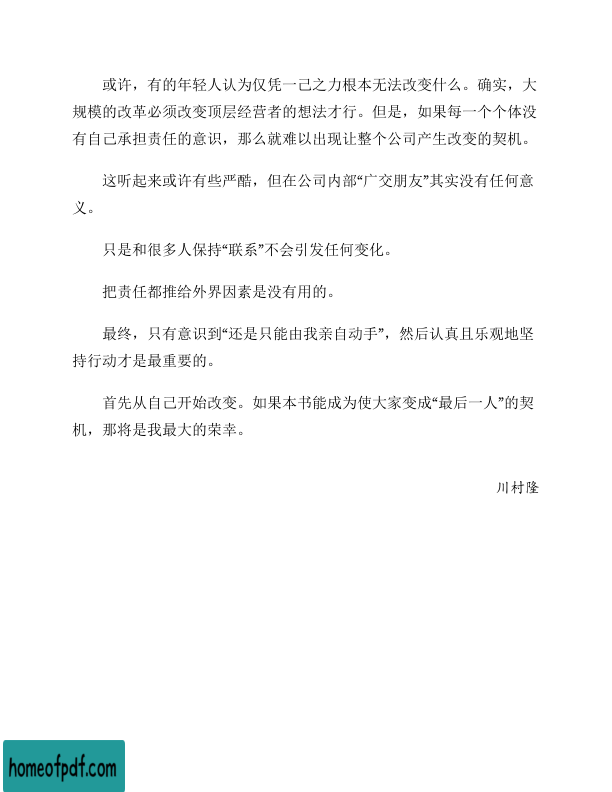 或许，有的年轻人认为仅凭一己之力根本无法改变什么。确实，大
规模的改革必须改变顶层经营者的想法才行。但是，如果每一个个体没
有自己承担责任的意识，那么就难以出现让整个公司产生改变的契机。
这听起来或许有些严酷，但在公司内部“广交朋友”其实没有任何意
义。
只是和很多人保持“联系”不会引发任何变化。
把责任都推给外界因素是没有用的。
最终，只有意识到“还是只能由我亲自动手”，然后认真且乐观地坚
持行动才是最重要的。
首先从自己开始改变。如果本书能成为使大家变成“最后一人”的契
机，那将是我最大的荣幸。
川村隆
homeofpdf.com